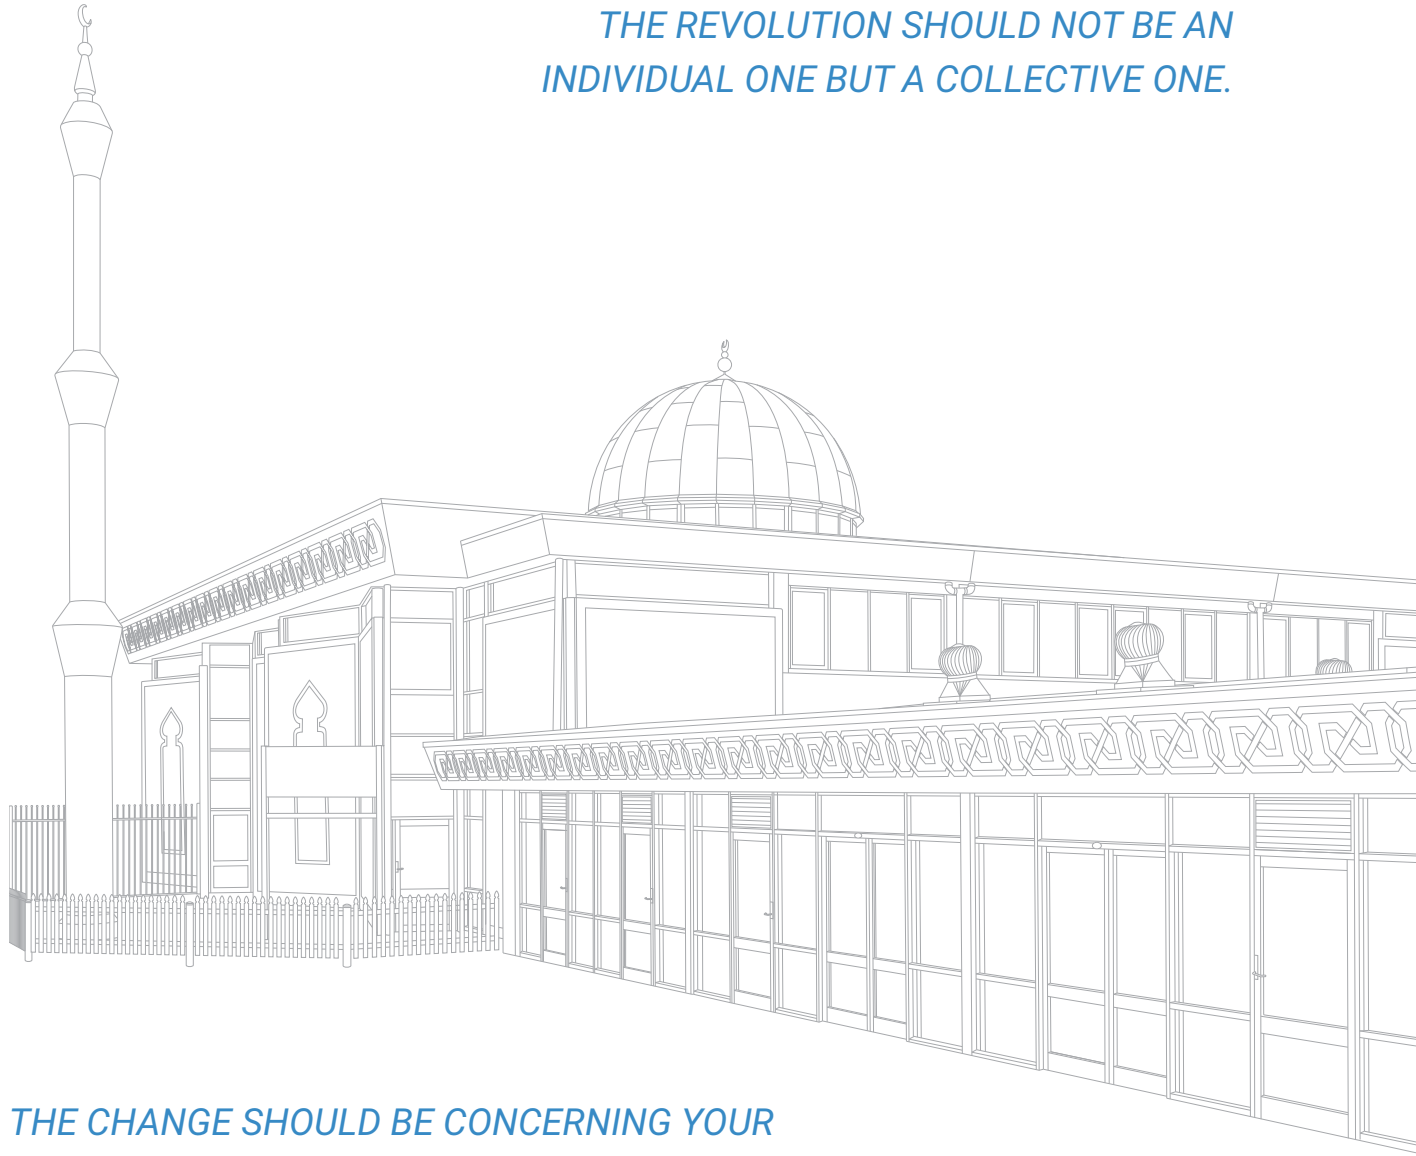 THE REVOLUTION SHOULD NOT BE AN
INDIVIDUAL ONE BUT A COLLECTIVE ONE.
THE CHANGE SHOULD BE CONCERNING YOUR